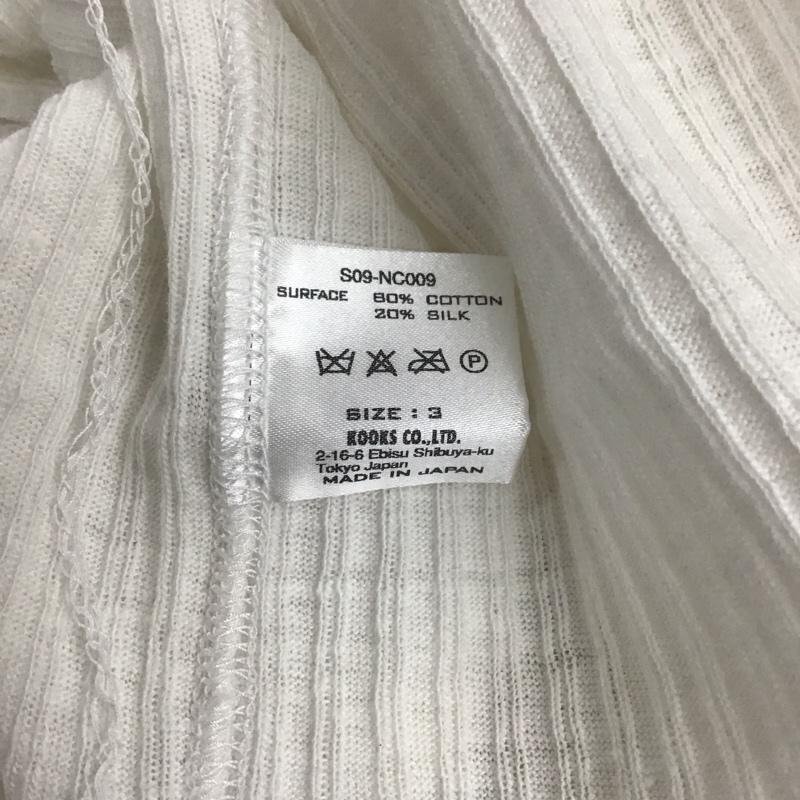 S09-NC009
SURFACE 80% COTTON
20% SILK
P
SIZE : 3
KOOKS CO.,LTD.
2-16-6 Ebisu Shibuya-ku
Tokyo Japan
MADE IN JAPAN